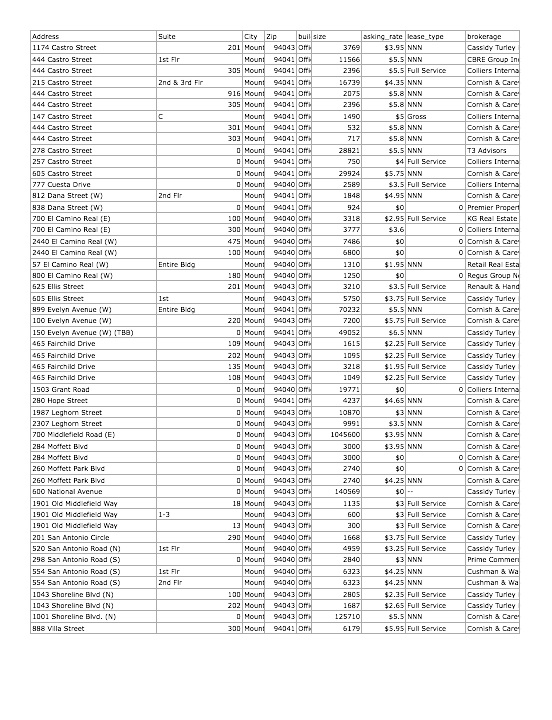 Address Suite City Zip buil size asking_rate lease_type brokerage
1174 Castro Street 201 Mount 94043 Offi 3769 $3.95 NNN Cassidy Turley
444 Castro Street 1st Flr Mount 94041 Offi 11566 $5.5 NNN CBRE Group In
444 Castro Street 305 Mount 94041 Offi 2396 $5.5 Full Service Colliers Interna
215 Castro Street 2nd & 3rd Flr Mount 94041 Offi 16739 $4.35 NNN Cornish & Care
444 Castro Street 916 Mount 94041 Offi 2075 $5.8 NNN Cornish & Care
444 Castro Street 305 Mount 94041 Offi 2396 $5.8 NNN Cornish & Care
147 Castro Street C Mount 94041 Offi 1490 $5 Gross Colliers Interna
444 Castro Street 301 Mount 94041 Offi 532 $5.8 NNN Cornish & Care
444 Castro Street 303 Mount 94041 Offi 717 $5.8 NNN Cornish & Care
278 Castro Street 0 Mount 94041 Offi 28821 $5.5 NNN T3 Advisors
257 Castro Street 0 Mount 94041 Offi 750 $4 Full Service Colliers Interna
605 Castro Street 0 Mount 94041 Offi 29924 $5.75 NNN Cornish & Care
777 Cuesta Drive 0 Mount 94040 Offi 2589 $3.5 Full Service Colliers Interna
812 Dana Street (W) 2nd Flr Mount 94041 Offi 1848 $4.95 NNN Cornish & Care
838 Dana Street (W) 0 Mount 94041 Offi 924 $0 0 Premier Propert
700 El Camino Real (E) 100 Mount 94040 Offi 3318 $2.95 Full Service KG Real Estate
700 El Camino Real (E) 300 Mount 94040 Offi 3777 $3.6 0 Colliers Interna
2440 El Camino Real (W) 475 Mount 94040 Offi 7486 $0 0 Cornish & Care
2440 El Camino Real (W) 100 Mount 94040 Offi 6800 $0 0 Cornish & Care
57 El Camino Real (W) Entire Bldg Mount 94040 Offi 1310 $1.95 NNN Retail Real Esta
800 El Camino Real (W) 180 Mount 94040 Offi 1250 $0 0 Regus Group N
625 Ellis Street 201 Mount 94043 Offi 3210 $3.5 Full Service Renault & Hand
605 Ellis Street 1st Mount 94043 Offi 5750 $3.75 Full Service Cassidy Turley
899 Evelyn Avenue (W) Entire Bldg Mount 94041 Offi 70232 $5.5 NNN Cornish & Care
100 Evelyn Avenue (W) 220 Mount 94041 Offi 7200 $5.75 Full Service Cornish & Care
150 Evelyn Avenue (W) (TBB) 0 Mount 94041 Offi 49052 $6.5 NNN Cassidy Turley
465 Fairchild Drive 109 Mount 94043 Offi 1615 $2.25 Full Service Cassidy Turley
465 Fairchild Drive 202 Mount 94043 Offi 1095 $2.25 Full Service Cassidy Turley
465 Fairchild Drive 135 Mount 94043 Offi 3218 $1.95 Full Service Cassidy Turley
465 Fairchild Drive 108 Mount 94043 Offi 1049 $2.25 Full Service Cassidy Turley
1503 Grant Road 0 Mount 94040 Offi 19771 $0 0 Colliers Interna
280 Hope Street 0 Mount 94041 Offi 4237 $4.65 NNN Cornish & Care
1987 Leghorn Street 0 Mount 94043 Offi 10870 $3 NNN Cornish & Care
2307 Leghorn Street 0 Mount 94043 Offi 9991 $3.5 NNN Cornish & Care
700 Middlefield Road (E) 0 Mount 94043 Offi 1045600 $3.95 NNN Cornish & Care
284 Moffett Blvd 0 Mount 94043 Offi 3000 $3.95 NNN Cornish & Care
284 Moffett Blvd 0 Mount 94043 Offi 3000 $0 0 Cornish & Care
260 Moffett Park Blvd 0 Mount 94043 Offi 2740 $0 0 Cornish & Care
260 Moffett Park Blvd 0 Mount 94043 Offi 2740 $4.25 NNN Cornish & Care
600 National Avenue 0 Mount 94043 Offi 140569 $0 -- Cassidy Turley
1901 Old Middlefield Way 18 Mount 94043 Offi 1135 $3 Full Service Cornish & Care
1901 Old Middlefield Way 1-3 Mount 94043 Offi 600 $3 Full Service Cornish & Care
1901 Old Middlefield Way 13 Mount 94043 Offi 300 $3 Full Service Cornish & Care
201 San Antonio Circle 290 Mount 94040 Offi 1668 $3.75 Full Service Cassidy Turley
520 San Antonio Road (N) 1st Flr Mount 94040 Offi 4959 $3.25 Full Service Cassidy Turley
298 San Antonio Road (S) 0 Mount 94040 Offi 2840 $3 NNN Prime Commer
554 San Antonio Road (S) 1st Flr Mount 94040 Offi 6323 $4.25 NNN Cushman & Wa
554 San Antonio Road (S) 2nd Flr Mount 94040 Offi 6323 $4.25 NNN Cushman & Wa
1043 Shoreline Blvd (N) 100 Mount 94043 Offi 2805 $2.35 Full Service Cassidy Turley
1043 Shoreline Blvd (N) 202 Mount 94043 Offi 1687 $2.65 Full Service Cassidy Turley
1001 Shoreline Blvd. (N) 0 Mount 94043 Offi 125710 $5.5 NNN Cassidy Turley
888 Villa Street 300 Mount 94041 Offi 6179 $5.95 Full Service Cornish & Care